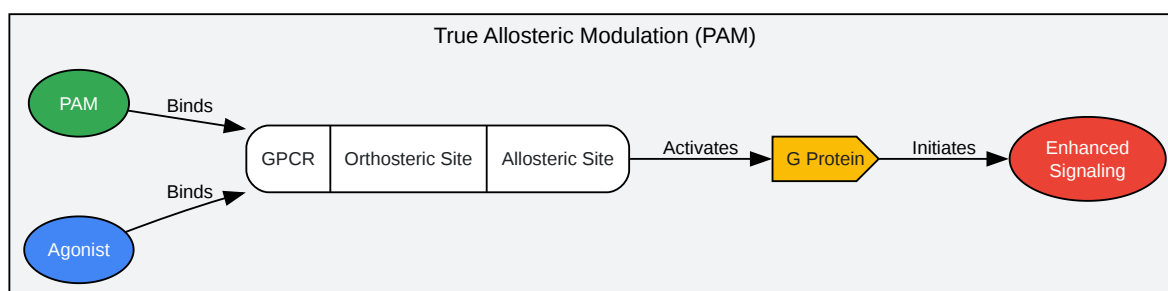 True Allosteric Modulation (PAM)
PAM
Binds
GPCR
Orthosteric Site
Allosteric Site
Activates
G Protein
Initiates
Enhanced
Signaling
Binds
Agonist